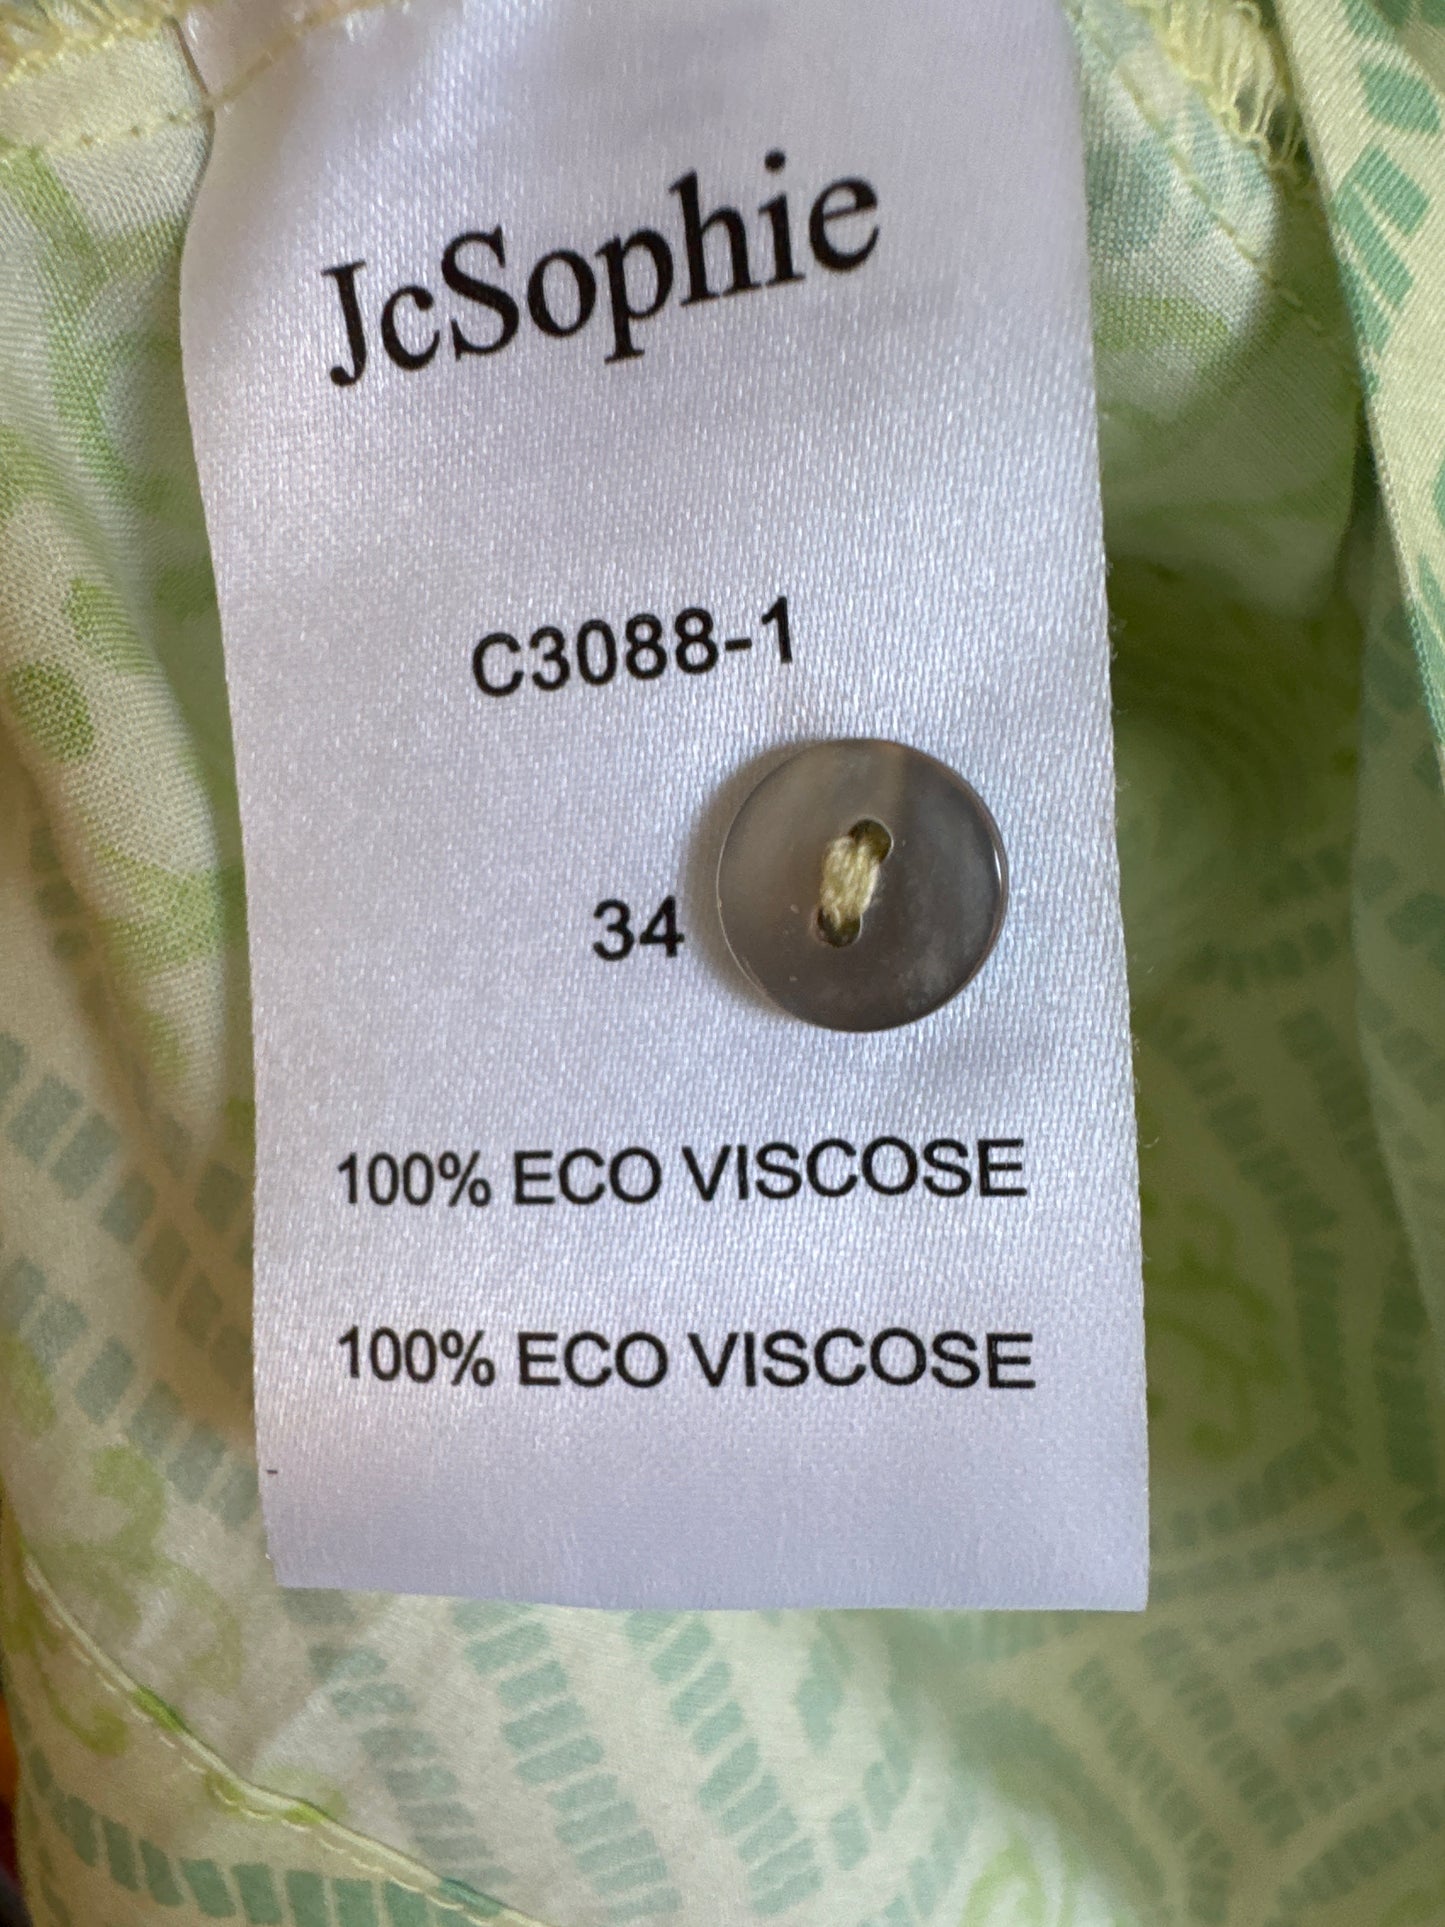 JcSophie
C3088-1
34
100% ECO VISCOSE
100% ECO VISCOSE